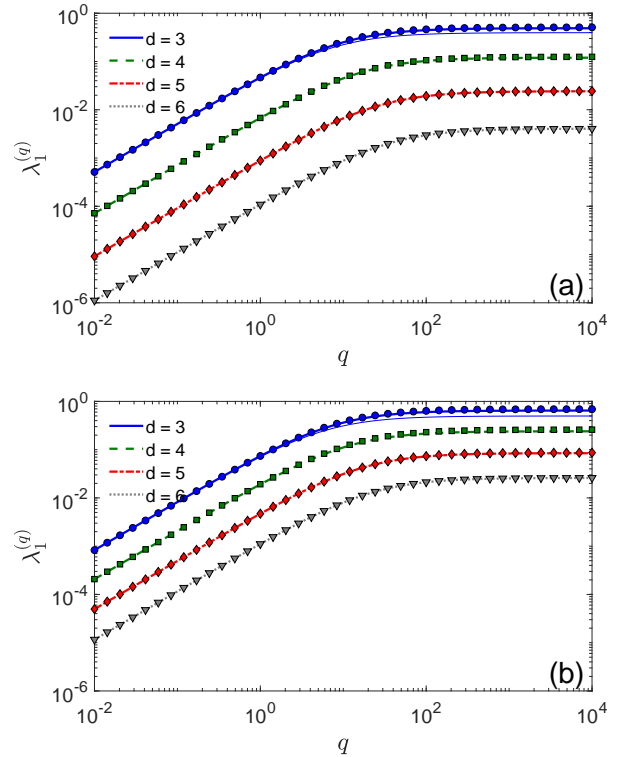 10^0
10^-2
10^-4
10^-6
λ_1^(q)
d = 3
d = 4
d = 5
d = 6
(a)
10^-2 10^0 10^2 10^4
q
10^0
10^-2
10^-4
10^-6
λ_1^(q)
d = 3
d = 4
d = 5
d = 6
(b)
10^-2 10^0 10^2 10^4
q